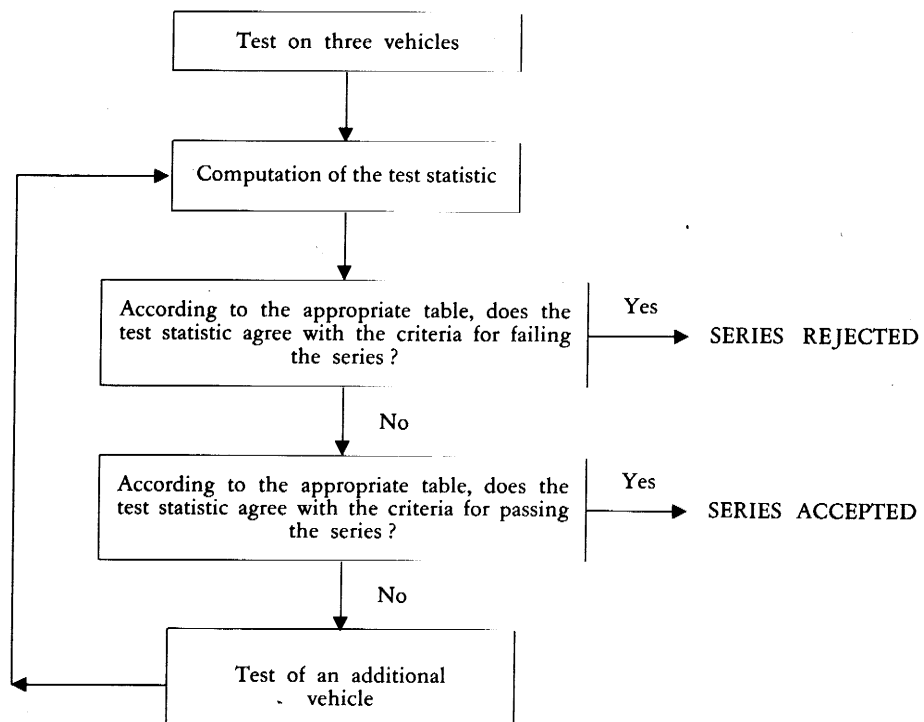 Test on three vehicles
Computation of the test statistic
According to the appropriate table, does the
test statistic agree with the criteria for failing
the series ?
Yes
SERIES REJECTED
No
According to the appropriate table, does the
test statistic agree with the criteria for passing
the series ?
Yes
SERIES ACCEPTED
No
Test of an additional
vehicle